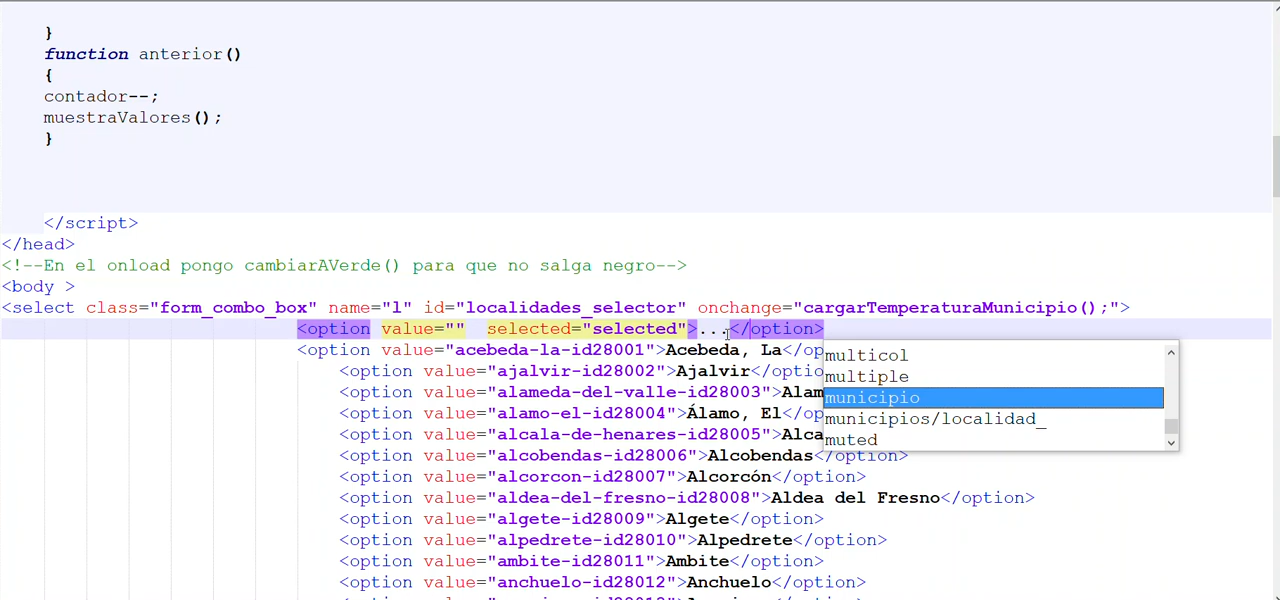 }
function anterior()
{
contador--;
muestraValores();
}
</script>
</head>
<!--En el onload pongo cambiarAVerde() para que no salga negro-->
<body >
<select class="form_combo_box" name="l" id="localidades_selector" onchange="cargarTemperaturaMunicipio();">
<option value=""  selected="selected">...</option>
<option value="acebeda-la-id28001">Acebeda, La</op
multicol
<option value="ajalvir-id28002">Ajalvir</optio
multiple
<option value="alameda-del-valle-id28003">Alam
municipio
<option value="alamo-el-id28004">Álamo, El</op
municipios/localidad_
<option value="alcala-de-henares-id28005">Alca
muted
<option value="alcobendas-id28006">Alcobendas</option>
<option value="alcorcon-id28007">Alcorcón</option>
<option value="aldea-del-fresno-id28008">Aldea del Fresno</option>
<option value="algete-id28009">Algete</option>
<option value="alpedrete-id28010">Alpedrete</option>
<option value="ambite-id28011">Ambite</option>
<option value="anchuelo-id28012">Anchuelo</option>